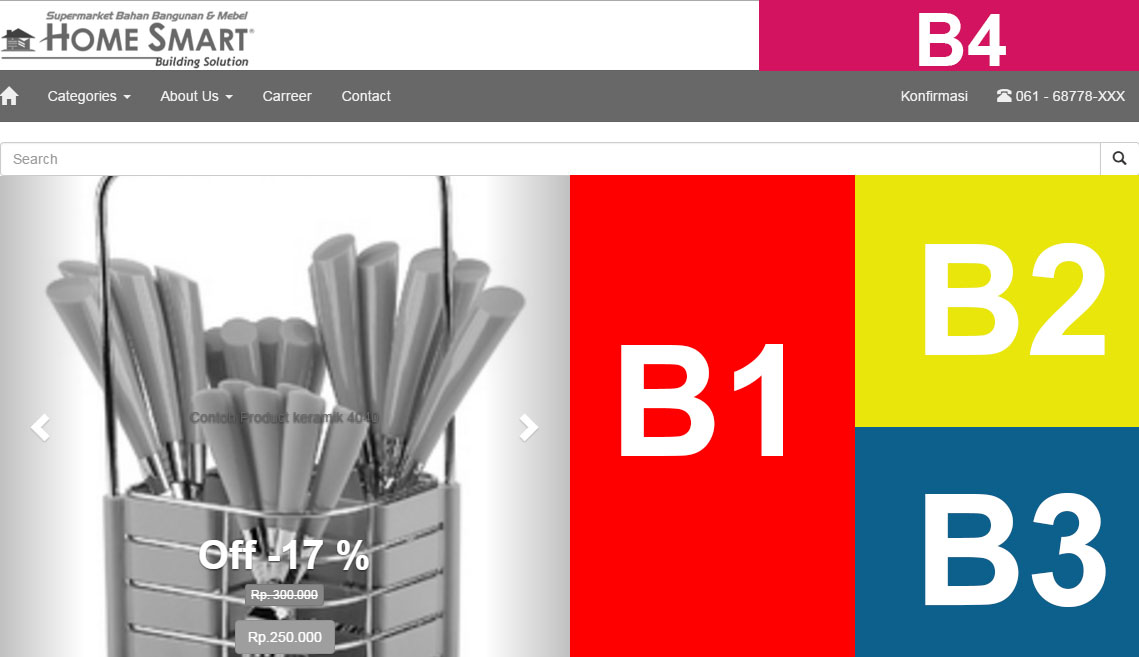 Supermarket Bahan Bangunan & Mebel
HOME SMART®
Building Solution
B4
Categories About Us Carreer Contact Konfirmasi 061 - 68778-XXX
Search
B1
B2
B3
Contoh Product keramik 4040
Off -17 %
Rp. 300.000
Rp.250.000